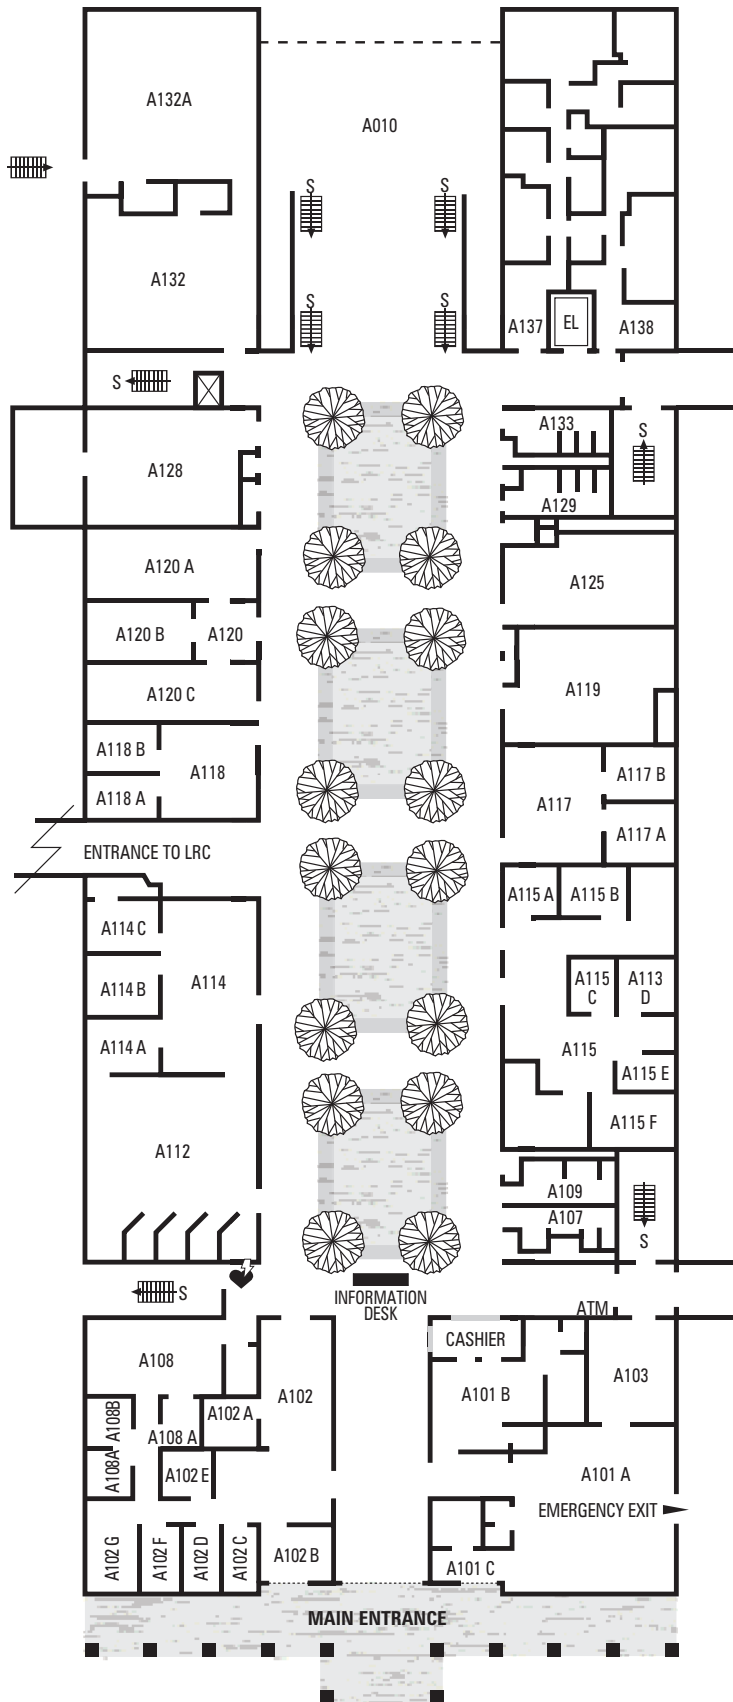 A132A
A010
S
S
A132
S
S
A137
EL
A138
S
A133
S
A128
A129
A120 A
A125
A120 B
A120
A119
A120 C
A118 B
A118
A117 B
A118 A
A117
A117 A
ENTRANCE TO LRC
A115 A
A115 B
A114 C
A114
A115
C
A113
D
A114 B
A114 A
A115
A115 E
A115 F
A112
A109
A107
S
S
INFORMATION
DESK
ATM
CASHIER
A108
A102
A101 B
A103
A108B
A108 A
A102 A
A108A
A102 E
A101 A
EMERGENCY EXIT
A102 G
A102 F
A102 D
A102 C
A102 B
A101 C
MAIN ENTRANCE